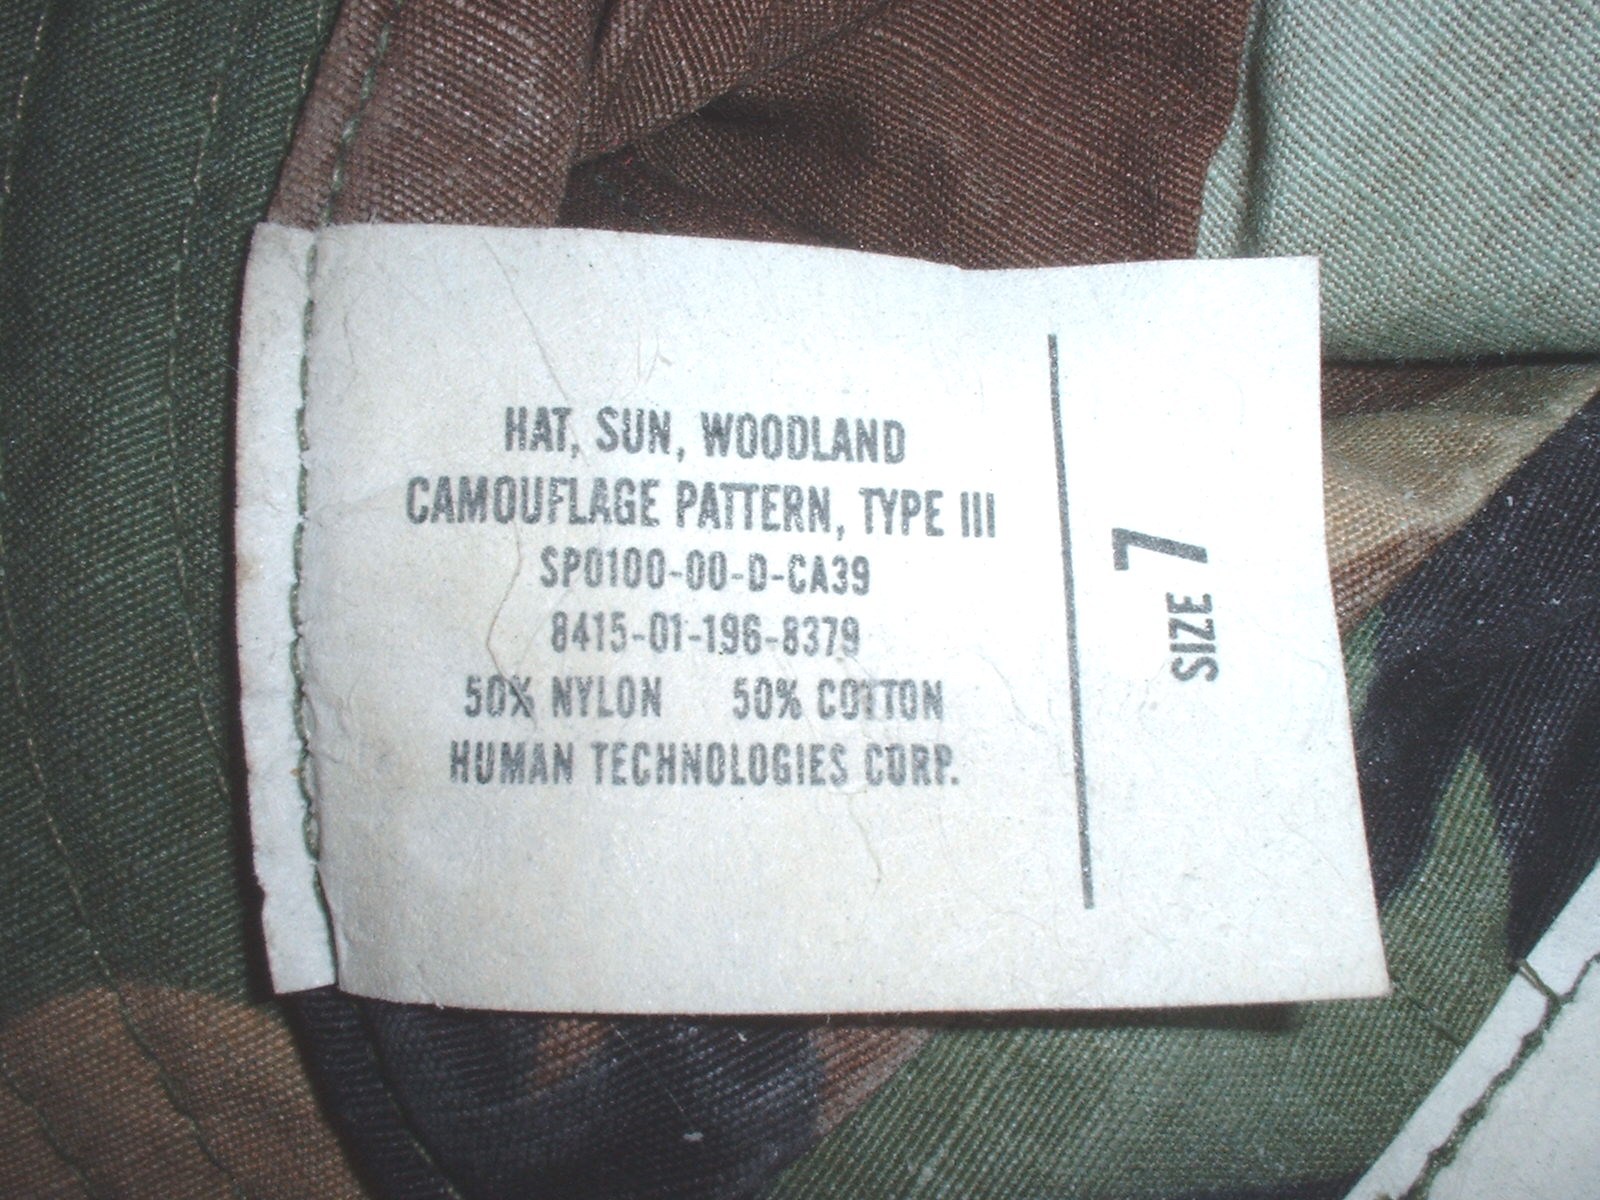 HAT, SUN, WOODLAND
CAMOUFLAGE PATTERN, TYPE III
SP0100-00-D-CA39
8415-01-196-8379
50% NYLON 50% COTTON
HUMAN TECHNOLOGIES CORP.
SIZE 7